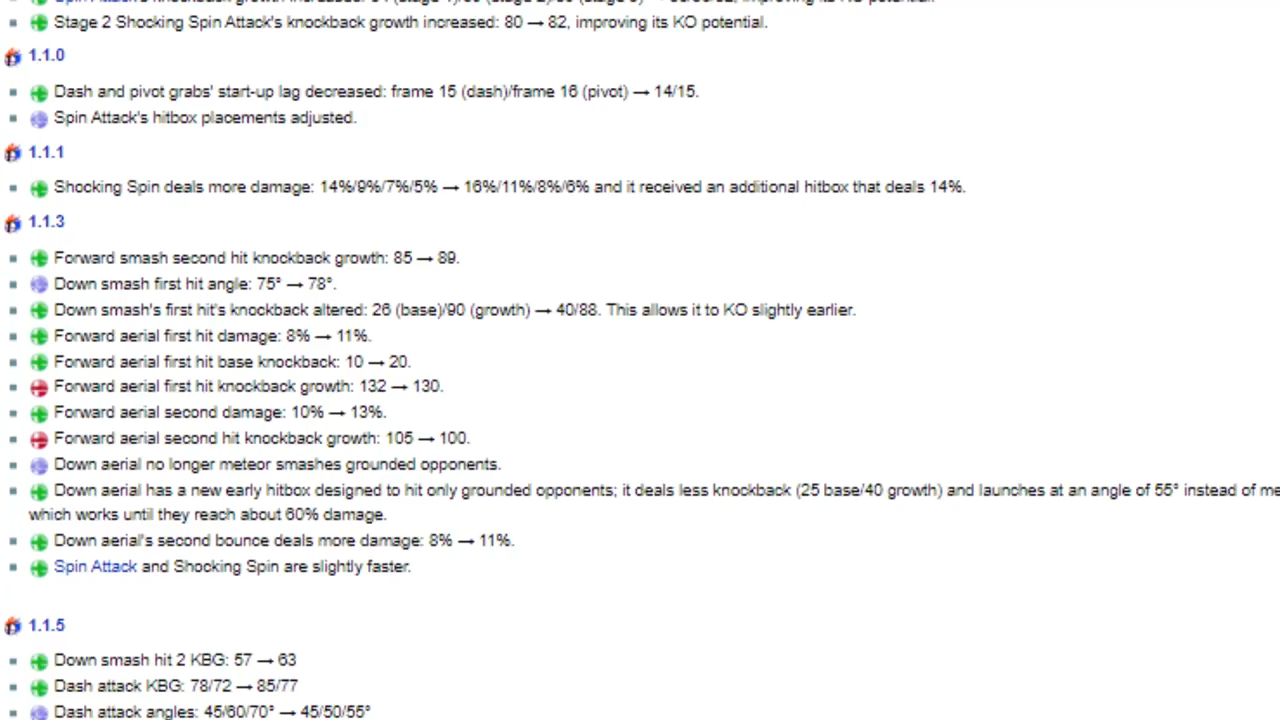 Stage 2 Shocking Spin Attack's knockback growth increased: 80 → 82, improving its KO potential.
1.1.0
Dash and pivot grabs' start-up lag decreased: frame 15 (dash)/frame 16 (pivot) → 14/15.
Spin Attack's hitbox placements adjusted.
1.1.1
Shocking Spin deals more damage: 14%/9%/7%/5% → 16%/11%/8%/6% and it received an additional hitbox that deals 14%.
1.1.3
Forward smash second hit knockback growth: 85 → 89.
Down smash first hit angle: 75° → 78°.
Down smash's first hit's knockback altered: 26 (base)/90 (growth) → 40/88. This allows it to KO slightly earlier.
Forward aerial first hit damage: 8% → 11%.
Forward aerial first hit base knockback: 10 → 20.
Forward aerial first hit knockback growth: 132 → 130.
Forward aerial second damage: 10% → 13%.
Forward aerial second hit knockback growth: 105 → 100.
Down aerial no longer meteor smashes grounded opponents.
Down aerial has a new early hitbox designed to hit only grounded opponents; it deals less knockback (25 base/40 growth) and launches at an angle of 55° instead of me
which works until they reach about 60% damage.
Down aerial's second bounce deals more damage: 8% → 11%.
Spin Attack and Shocking Spin are slightly faster.
1.1.5
Down smash hit 2 KBG: 57 → 63
Dash attack KBG: 78/72 → 85/77
Dash attack angles: 45/60/70° → 45/50/55°